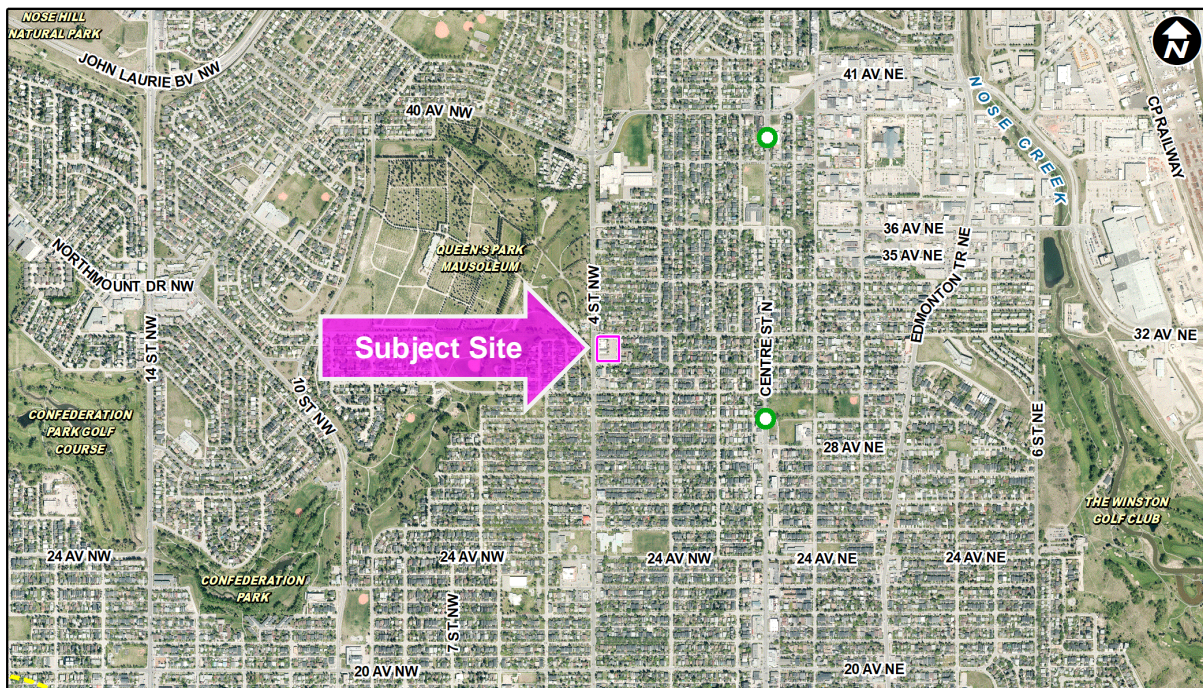 NOSE HILL
NATURAL PARK
JOHN LAURIE BV NW
N
41 AV NE
40 AV NW
NOSE CREEK
CP RAILWAY
36 AV NE
35 AV NE
QUEEN'S PARK
MAUSOLEUM
NORTHMOUNT DR NW
4 ST NW
EDMONTON TR NE
32 AV NE
Subject Site
14 ST NW
CENTRE ST N
10 ST NW
CONFEDERATION
PARK GOLF
COURSE
6 ST NE
28 AV NE
THE WINSTON
GOLF CLUB
24 AV NW
24 AV NW
24 AV NW
24 AV NE
24 AV NE
CONFEDERATION
PARK
7 ST NW
20 AV NW
20 AV NE